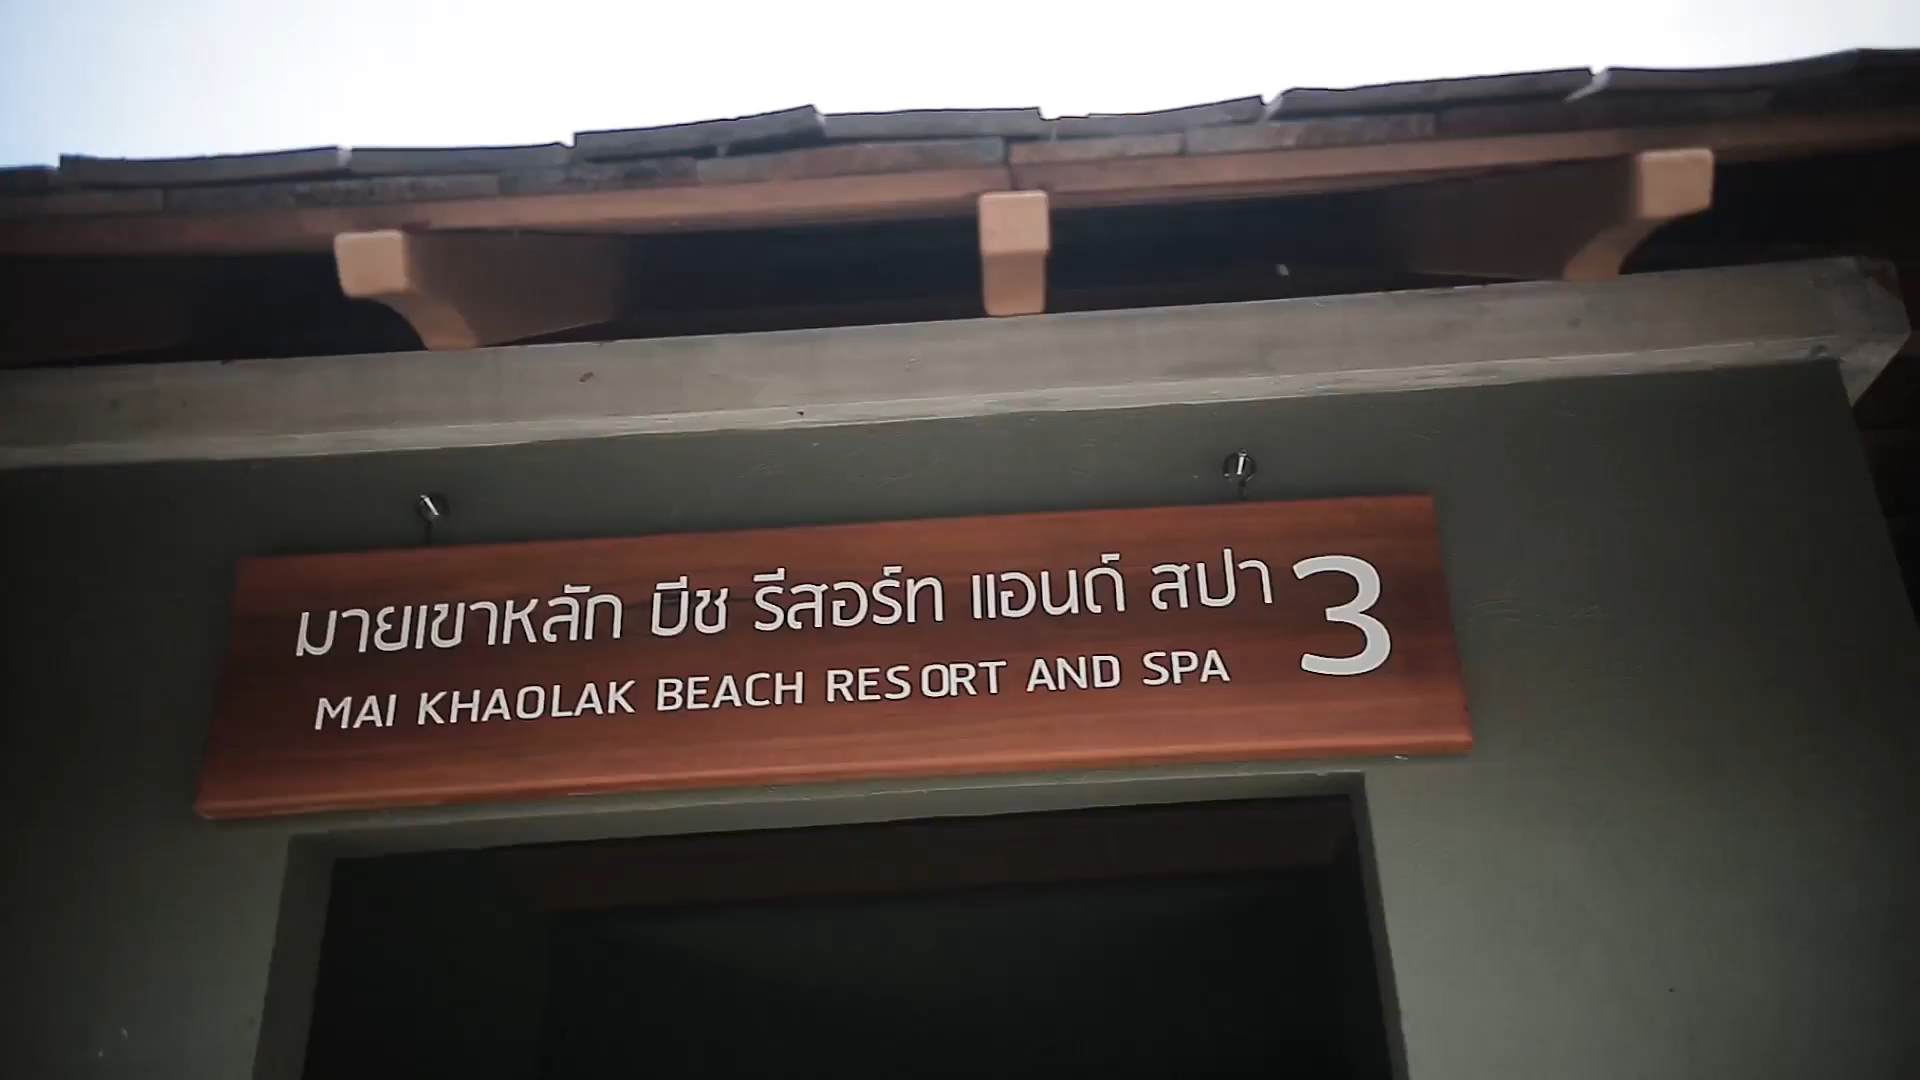 มายเขาหลัก บีช รีสอร์ท แอนด์ สปา 3
MAI KHAOLAK BEACH RESORT AND SPA